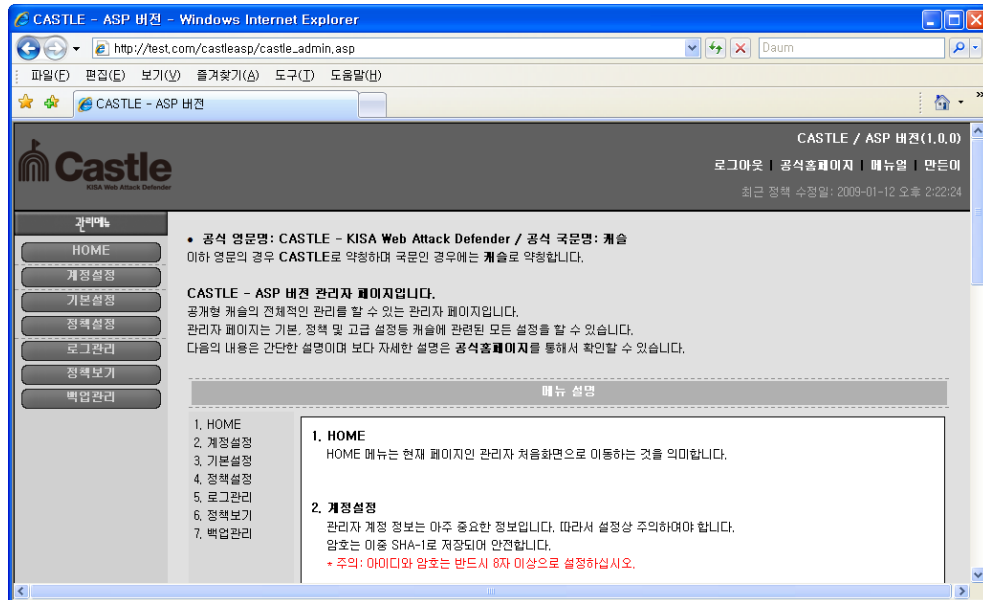 CASTLE - ASP 버전 - Windows Internet Explorer
http://test.com/castleasp/castle_admin.asp
Daum
파일(F) 편집(E) 보기(V) 즐겨찾기(A) 도구(T) 도움말(H)
CASTLE - ASP 버전
CASTLE / ASP 버전(1.0.0)
Castle
KISA Web Attack Defender
로그아웃 | 공식홈페이지 | 메뉴얼 | 만든이
최근 정책 수정일: 2009-01-12 오후 2:22:24
관리메뉴
HOME
계정설정
기본설정
정책설정
로그관리
정책보기
백업관리
• 공식 영문명: CASTLE - KISA Web Attack Defender / 공식 국문명: 캐슬
이하 영문의 경우 CASTLE로 약칭하며 국문인 경우에는 캐슬로 약칭합니다.
CASTLE - ASP 버전 관리자 페이지입니다.
공개형 캐슬의 전체적인 관리를 할 수 있는 관리자 페이지입니다.
관리자 페이지는 기본, 정책 및 고급 설정등 캐슬에 관련된 모든 설정을 할 수 있습니다.
다음의 내용은 간단한 설명이며 보다 자세한 설명은 공식홈페이지를 통해서 확인할 수 있습니다.
메뉴 설명
1. HOME
2. 계정설정
3. 기본설정
4. 정책설정
5. 로그관리
6. 정책보기
7. 백업관리
1. HOME
HOME 메뉴는 현재 페이지인 관리자 처음화면으로 이동하는 것을 의미합니다.
2. 계정설정
관리자 계정 정보는 아주 중요한 정보입니다. 따라서 설정상 주의하여야 합니다.
암호는 이중 SHA-1로 저장되어 안전합니다.
* 주의: 아이디와 암호는 반드시 8자 이상으로 설정하십시오.